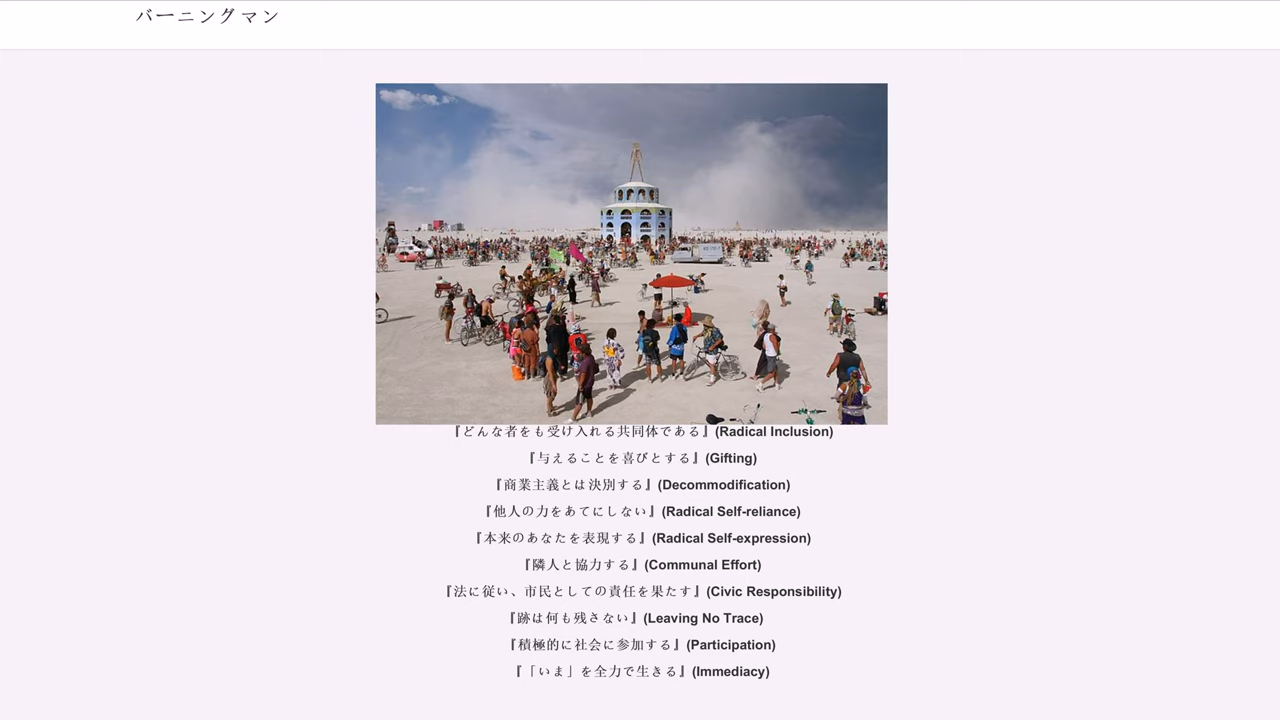 バーニングマン
『どんな者をも受け入れる共同体である』(Radical Inclusion)
『与えることを喜びとする』(Gifting)
『商業主義とは決別する』(Decommodification)
『他人の力をあてにしない』(Radical Self-reliance)
『本来のあなたを表現する』(Radical Self-expression)
『隣人と協力する』(Communal Effort)
『法に従い、市民としての責任を果たす』(Civic Responsibility)
『跡は何も残さない』(Leaving No Trace)
『積極的に社会に参加する』(Participation)
『「いま」を全力で生きる』(Immediacy)